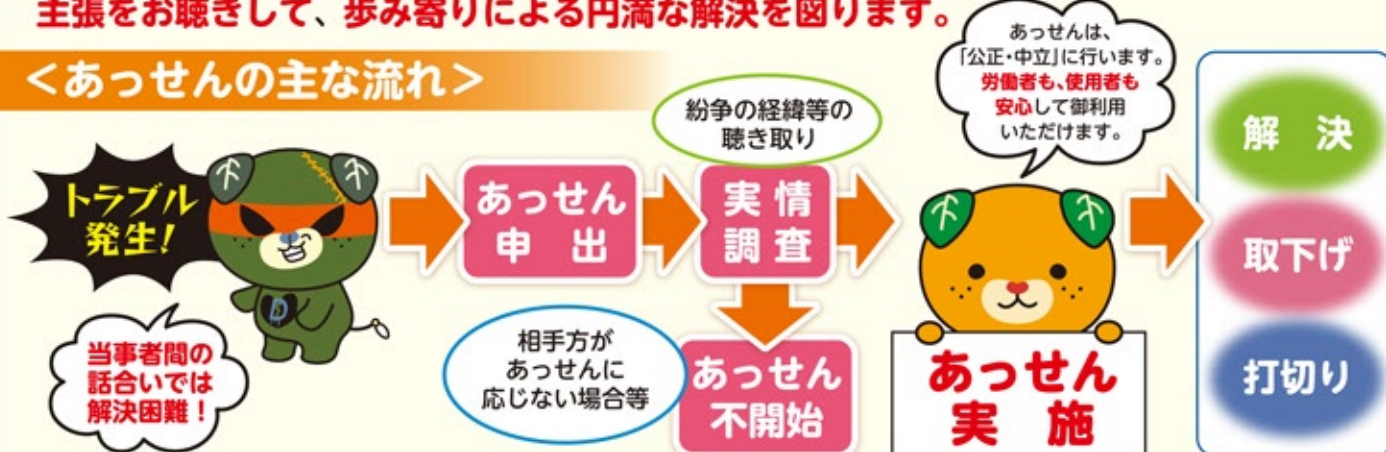 主張をお聴きして、歩み寄りによる円満な解決を図ります。
<あっせんの主な流れ>
トラブル
発生!
当事者間の
話合いでは
解決困難!
D
あっせん
申 出
紛争の経緯等の
聴き取り
実 情
調 査
相手方が
あっせんに
応じない場合等
あっせん
不開始
あっせんは、
「公正・中立」に行います。
労働者も、使用者も
安心して御利用
いただけます。
あっせん
実 施
解 決
取下げ
打切り